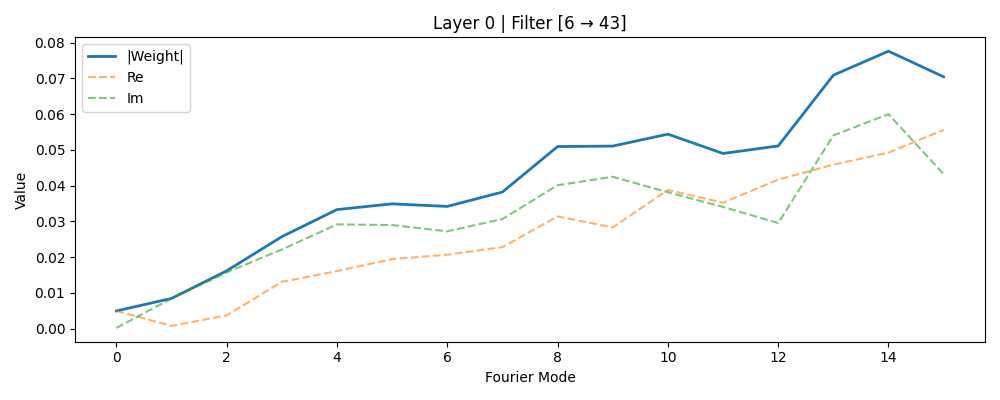 Layer 0 | Filter [6 → 43]
|Weight|
Re
Im
0.08
0.07
0.06
0.05
0.04
0.03
0.02
0.01
0.00
Value
0 2 4 6 8 10 12 14
Fourier Mode